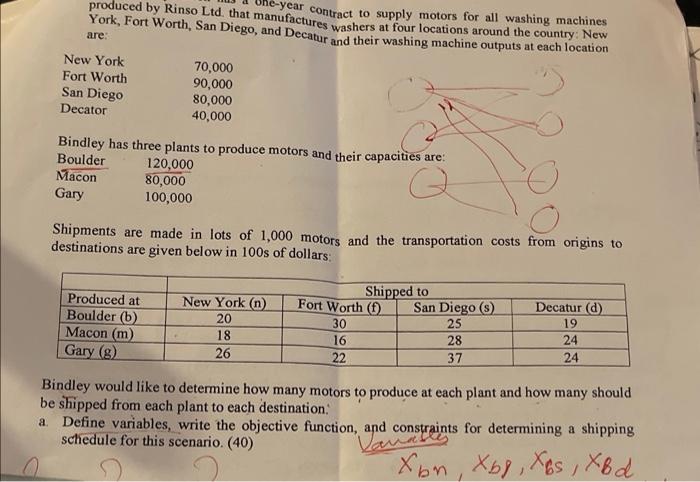 a one-year contract to supply motors for all washing machines
produced by Rinso Ltd. that manufactures washers at four locations around the country: New
York, Fort Worth, San Diego, and Decatur and their washing machine outputs at each location
are:
New York 70,000
Fort Worth 90,000
San Diego 80,000
Decator 40,000
Bindley has three plants to produce motors and their capacities are:
Boulder 120,000
Macon 80,000
Gary 100,000
Shipments are made in lots of 1,000 motors and the transportation costs from origins to
destinations are given below in 100s of dollars:
Shipped to
Produced at New York (n) Fort Worth (f) San Diego (s) Decatur (d)
Boulder (b) 20 30 25 19
Macon (m) 18 16 28 24
Gary (g) 26 22 37 24
Bindley would like to determine how many motors to produce at each plant and how many should
be shipped from each plant to each destination.
a. Define variables, write the objective function, and constraints for determining a shipping
schedule for this scenario. (40)
Variables
Xbn, Xbf, XBs, XBd